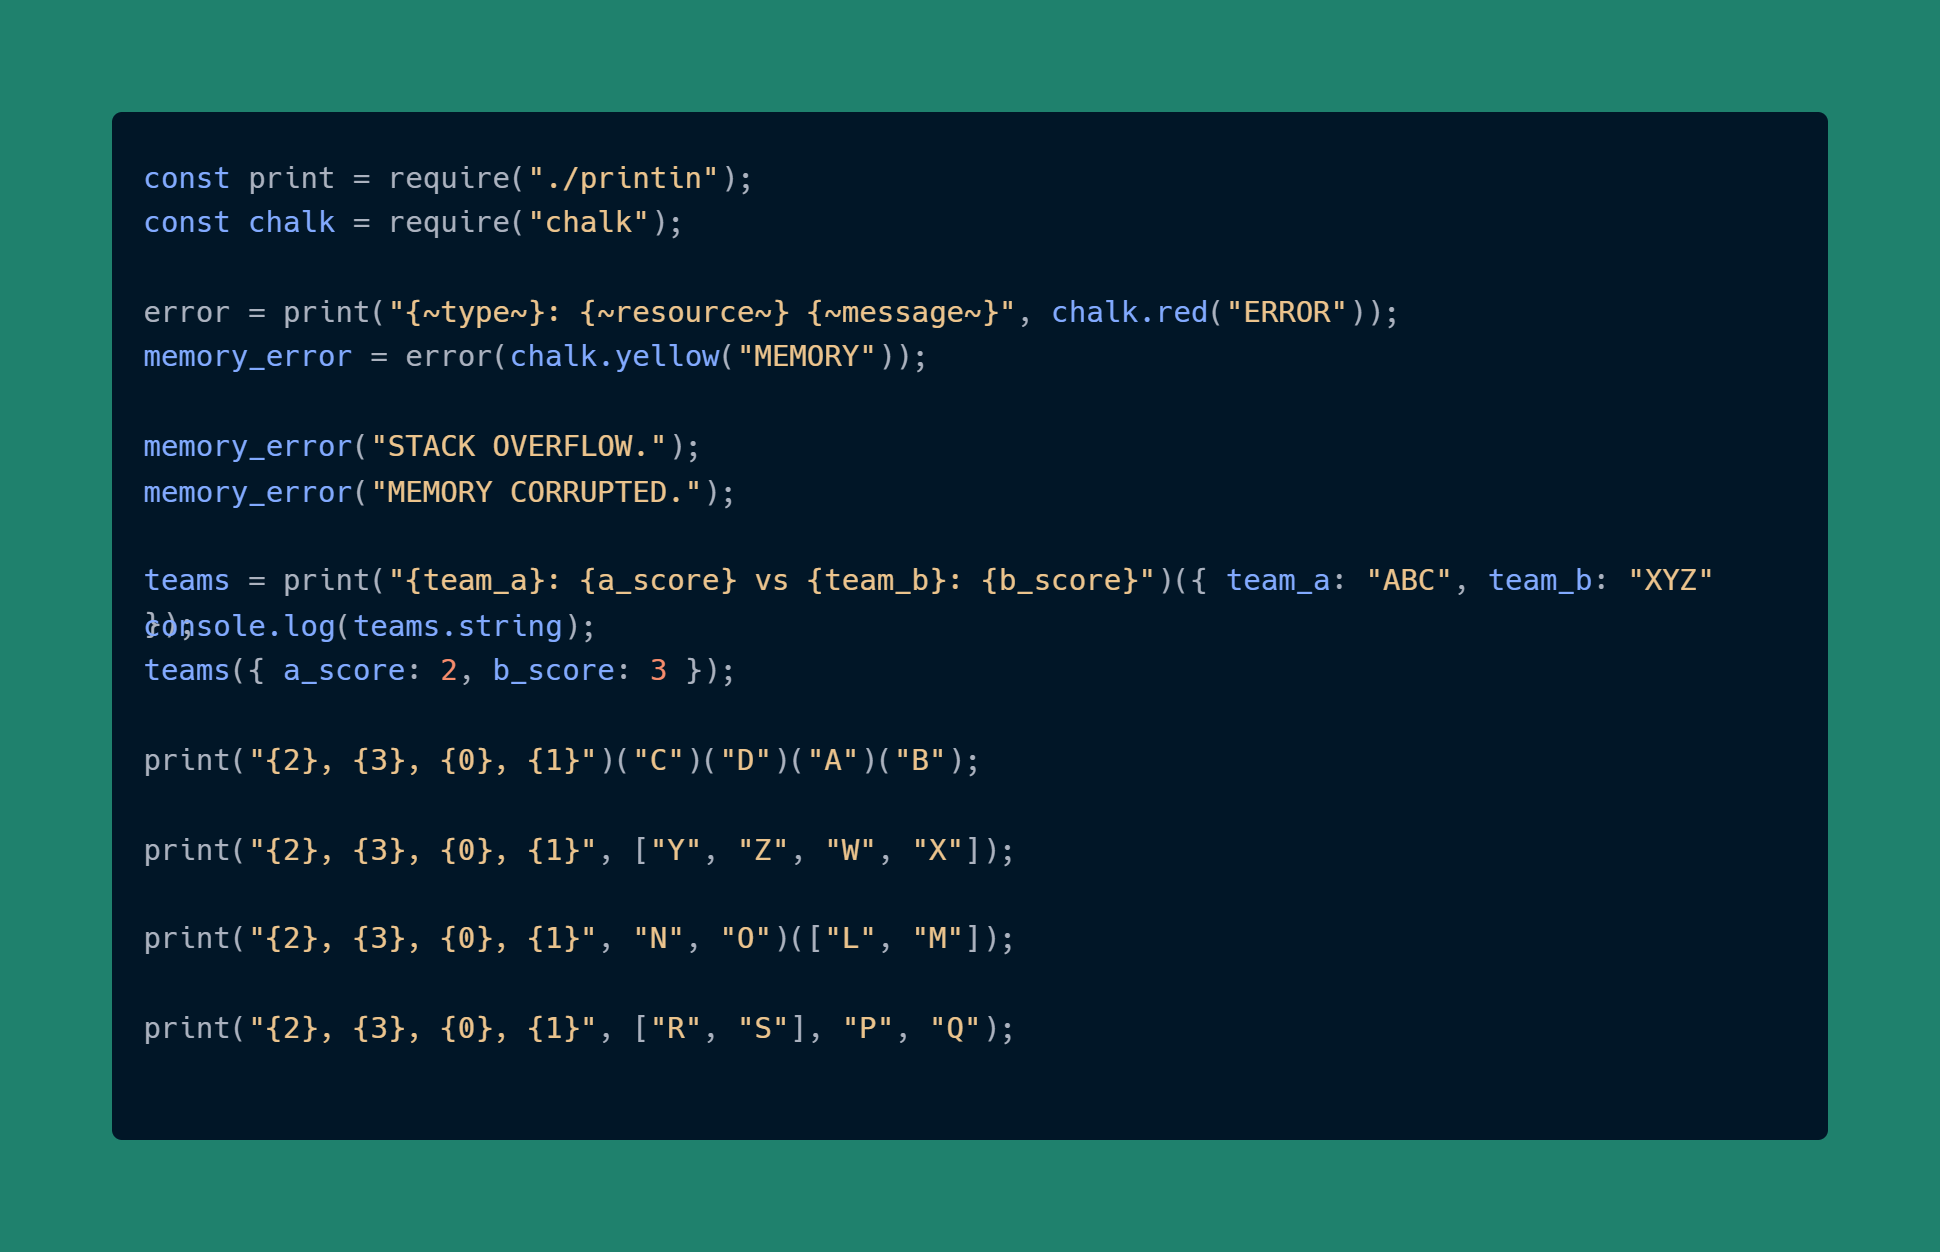 const print = require("./printin");
const chalk = require("chalk");
error = print("{~type~}: {~resource~} {~message~}", chalk.red("ERROR"));
memory_error = error(chalk.yellow("MEMORY"));
memory_error("STACK OVERFLOW.");
memory_error("MEMORY CORRUPTED.");
teams = print("{team_a}: {a_score} vs {team_b}: {b_score}")({ team_a: "ABC", team_b: "XYZ"
});
console.log(teams.string);
teams({ a_score: 2, b_score: 3 });
print("{2}, {3}, {0}, {1}")("C")("D")("A")("B");
print("{2}, {3}, {0}, {1}", ["Y", "Z", "W", "X"]);
print("{2}, {3}, {0}, {1}", "N", "O")(["L", "M"]);
print("{2}, {3}, {0}, {1}", ["R", "S"], "P", "Q");